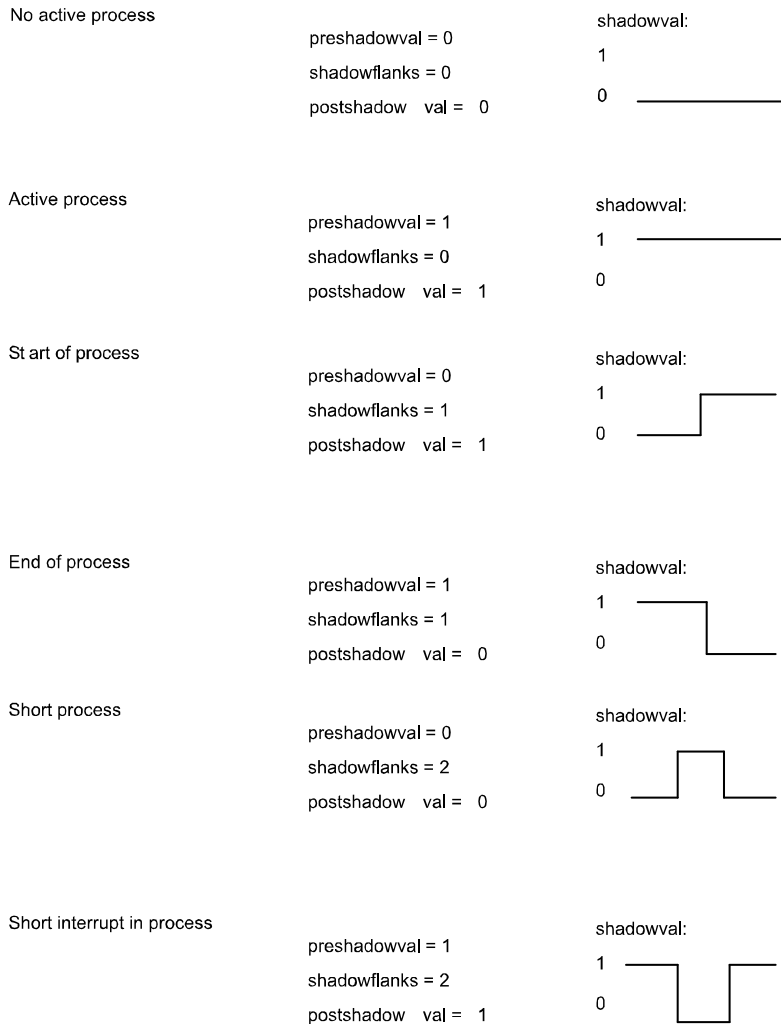 No active process
preshadowval = 0
shadowflanks = 0
postshadow val = 0
shadowval:
1
0
Active process
preshadowval = 1
shadowflanks = 0
postshadow val = 1
shadowval:
1
0
St art of process
preshadowval = 0
shadowflanks = 1
postshadow val = 1
shadowval:
1
0
End of process
preshadowval = 1
shadowflanks = 1
postshadow val = 0
shadowval:
1
0
Short process
preshadowval = 0
shadowflanks = 2
postshadow val = 0
shadowval:
1
0
Short interrupt in process
preshadowval = 1
shadowflanks = 2
postshadow val = 1
shadowval:
1
0